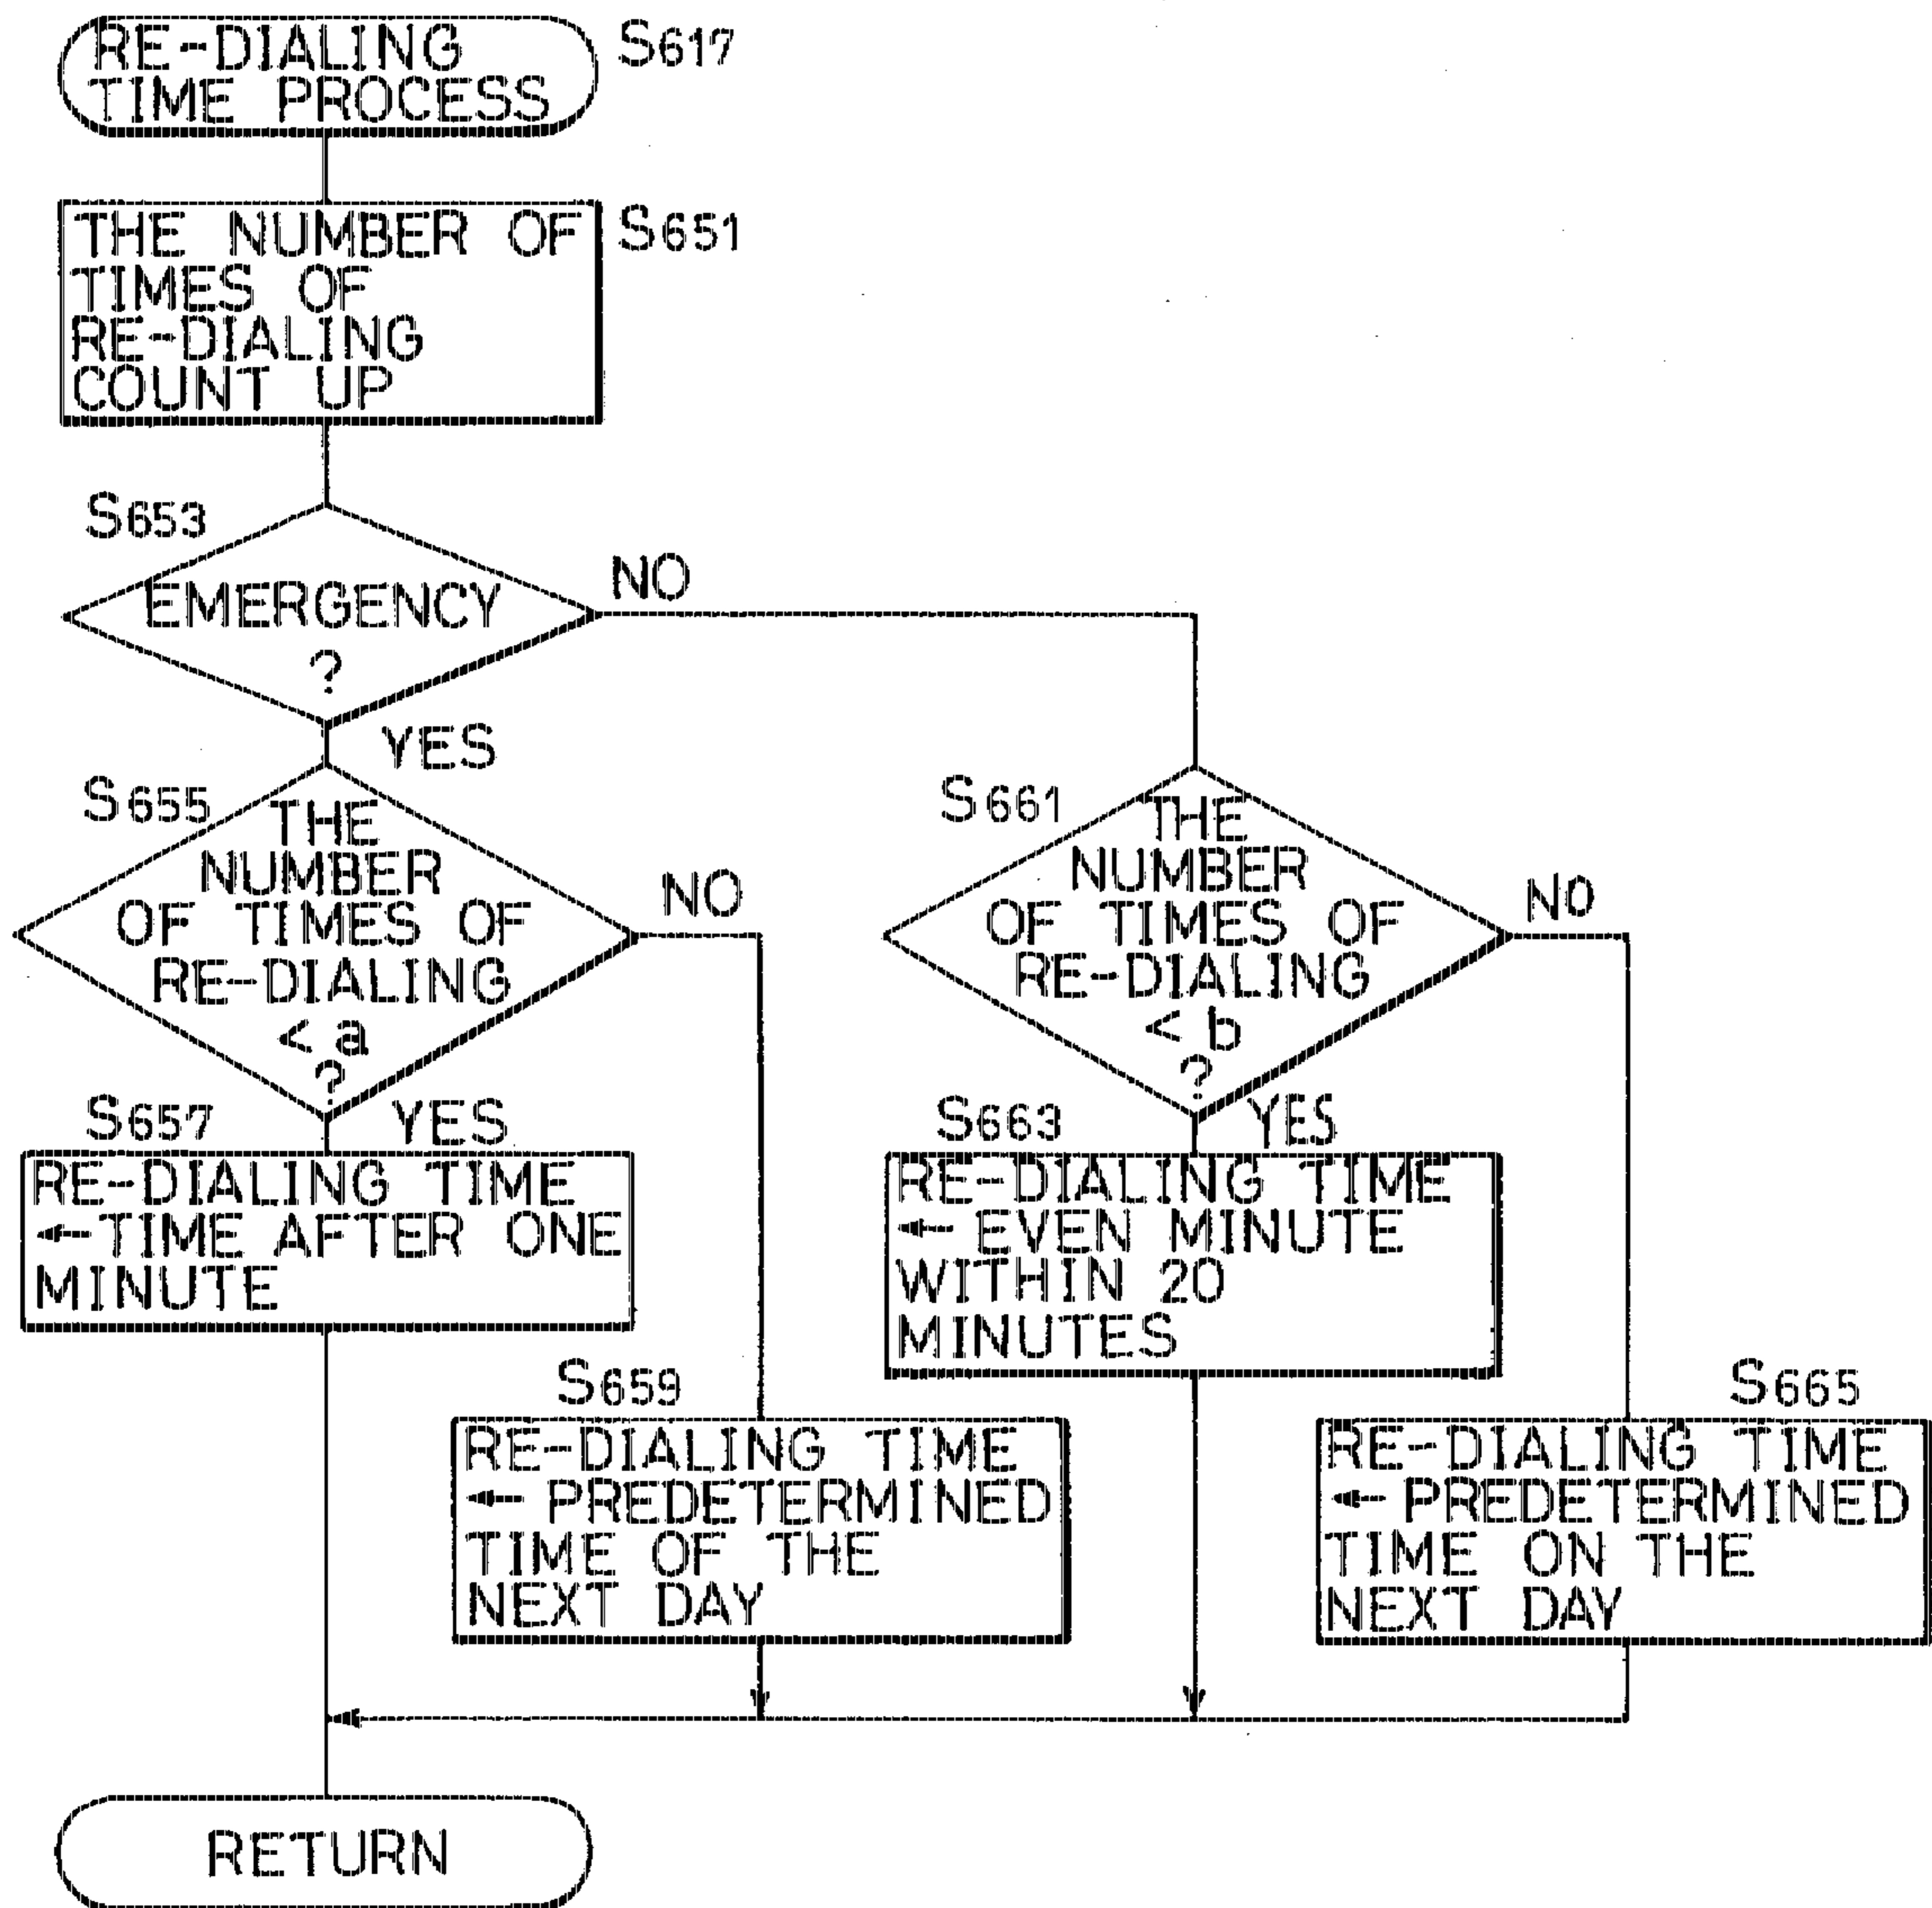 RE-DIALING
TIME PROCESS
S617
THE NUMBER OF
TIMES OF
RE-DIALING
COUNT UP
S651
S653
EMERGENCY
?
NO
YES
S655
THE
NUMBER
OF TIMES OF
RE-DIALING
< a
?
NO
YES
S661
THE
NUMBER
OF TIMES OF
RE-DIALING
< b
?
NO
YES
S657
RE-DIALING TIME
←TIME AFTER ONE
MINUTE
S663
RE-DIALING TIME
← EVEN MINUTE
WITHIN 20
MINUTES
S659
RE-DIALING TIME
← PREDETERMINED
TIME OF THE
NEXT DAY
S665
RE-DIALING TIME
← PREDETERMINED
TIME ON THE
NEXT DAY
RETURN